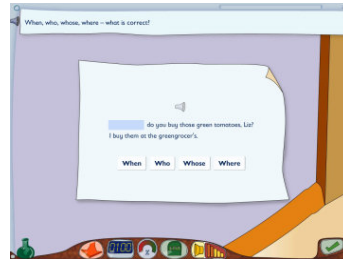 When, who, whose, where – what is correct?
do you buy those green tomatoes, Liz?
I buy them at the greengrocer's.
When Who Whose Where
0100